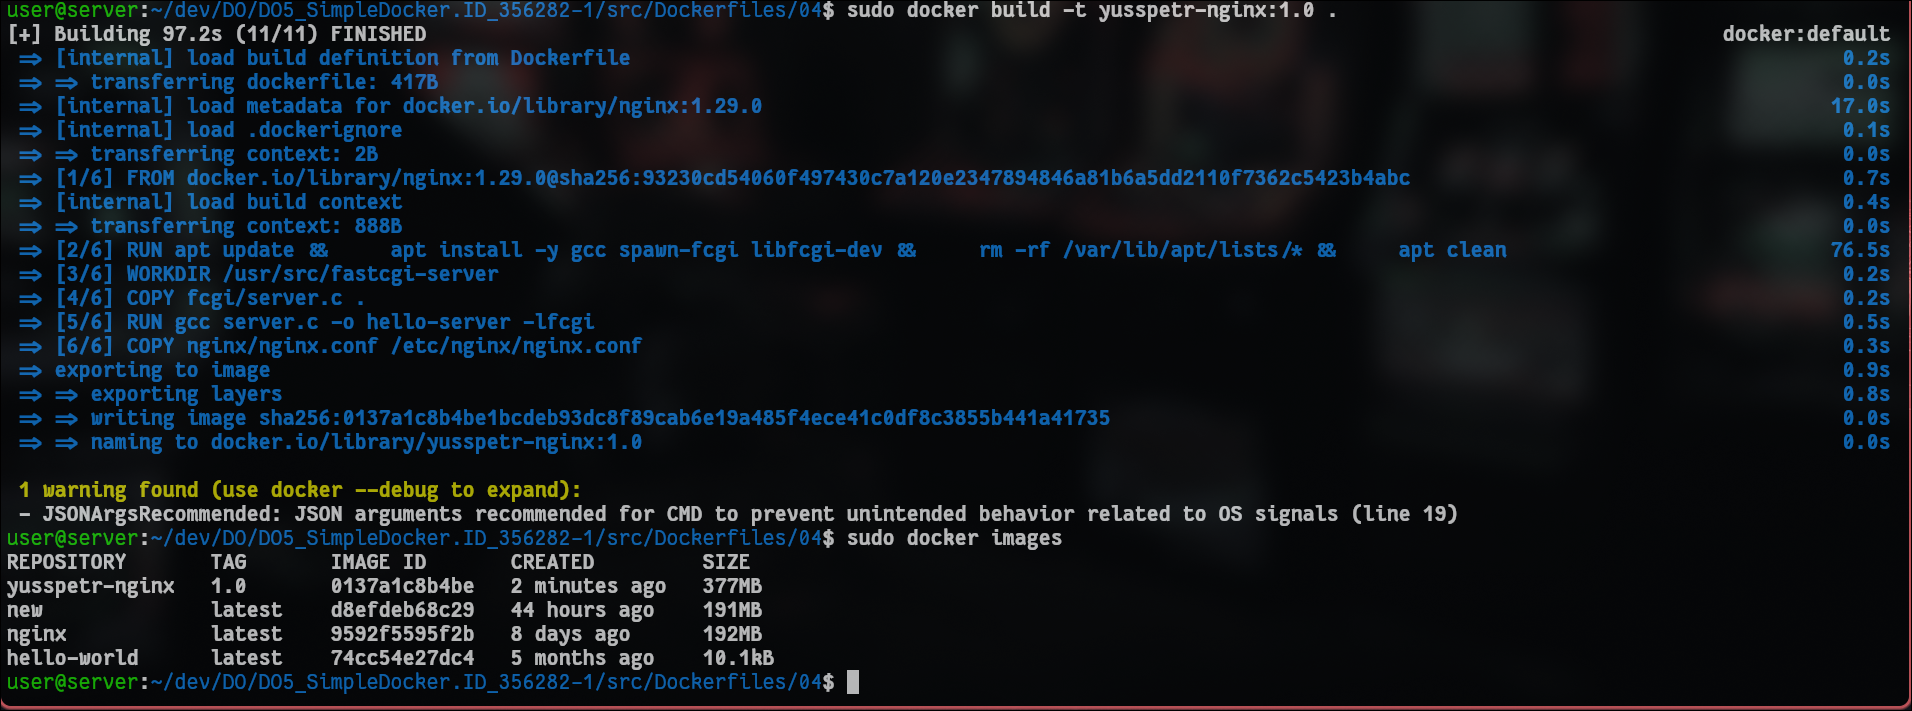 user@server:~/dev/DO/DO5_SimpleDocker.ID_356282-1/src/Dockerfiles/04$ sudo docker build -t yusspetr-nginx:1.0 .
[+] Building 97.2s (11/11) FINISHED docker:default
=> [internal] load build definition from Dockerfile 0.2s
=> => transferring dockerfile: 417B 0.0s
=> [internal] load metadata for docker.io/library/nginx:1.29.0 17.0s
=> [internal] load .dockerignore 0.1s
=> => transferring context: 2B 0.0s
=> [1/6] FROM docker.io/library/nginx:1.29.0@sha256:93230cd54060f497430c7a120e2347894846a81b6a5dd2110f7362c5423b4abc 0.7s
=> [internal] load build context 0.4s
=> => transferring context: 888B 0.0s
=> [2/6] RUN apt update && apt install -y gcc spawn-fcgi libfcgi-dev && rm -rf /var/lib/apt/lists/* && apt clean 76.5s
=> [3/6] WORKDIR /usr/src/fastcgi-server 0.2s
=> [4/6] COPY fcgi/server.c . 0.2s
=> [5/6] RUN gcc server.c -o hello-server -lfcgi 0.5s
=> [6/6] COPY nginx/nginx.conf /etc/nginx/nginx.conf 0.3s
=> exporting to image 0.9s
=> => exporting layers 0.8s
=> => writing image sha256:0137a1c8b4be1bcdeb93dc8f89cab6e19a485f4ece41c0df8c3855b441a41735 0.0s
=> => naming to docker.io/library/yusspetr-nginx:1.0 0.0s
1 warning found (use docker --debug to expand):
- JSONArgsRecommended: JSON arguments recommended for CMD to prevent unintended behavior related to OS signals (line 19)
user@server:~/dev/DO/DO5_SimpleDocker.ID_356282-1/src/Dockerfiles/04$ sudo docker images
REPOSITORY TAG IMAGE ID CREATED SIZE
yusspetr-nginx 1.0 0137a1c8b4be 2 minutes ago 377MB
new latest d8efdeb68c29 44 hours ago 191MB
nginx latest 9592f5595f2b 8 days ago 192MB
hello-world latest 74cc54e27dc4 5 months ago 10.1kB
user@server:~/dev/DO/DO5_SimpleDocker.ID_356282-1/src/Dockerfiles/04$